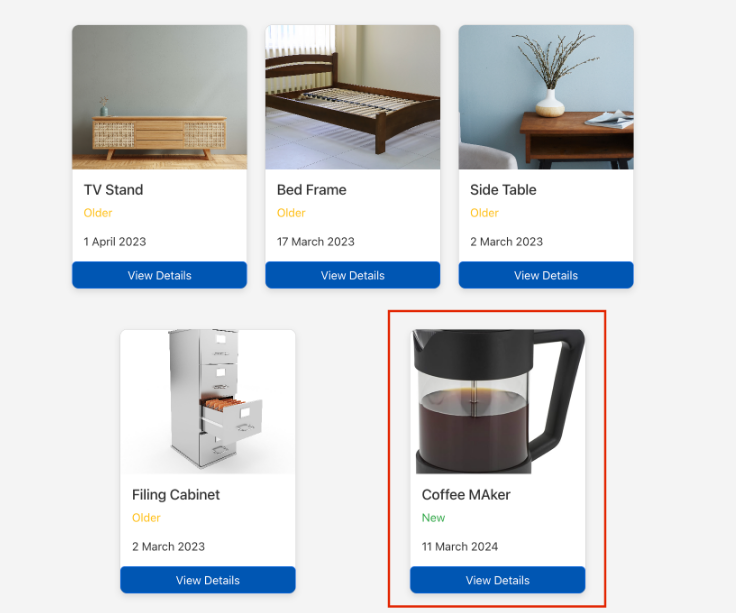 TV Stand
Older
1 April 2023
View Details
Bed Frame
Older
17 March 2023
View Details
Side Table
Older
2 March 2023
View Details
Filing Cabinet
Older
2 March 2023
View Details
Coffee MAker
New
11 March 2024
View Details